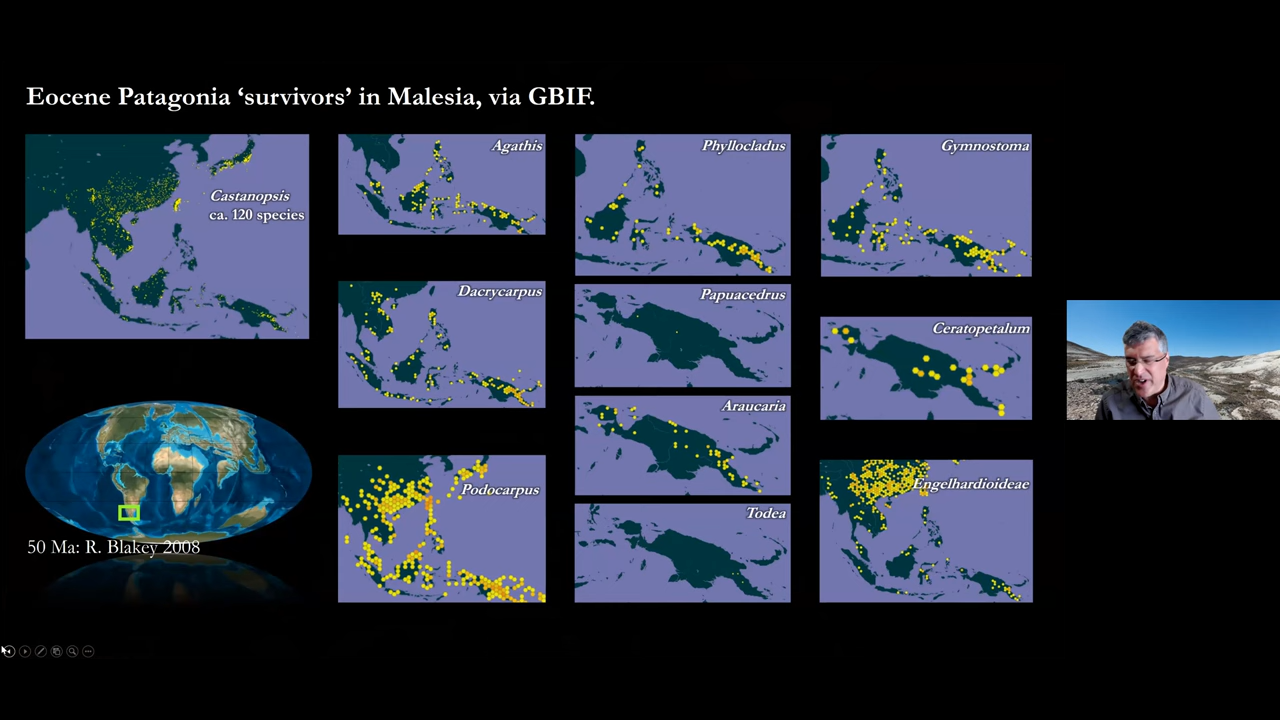 Eocene Patagonia ‘survivors’ in Malesia, via GBIF.
Castanopsis
ca. 120 species
Agathis
Phyllocladus
Gymnostoma
Dacrycarpus
Papuacedrus
Ceratopetalum
Araucaria
Podocarpus
Todea
Engelhardioideae
50 Ma: R. Blakey 2008